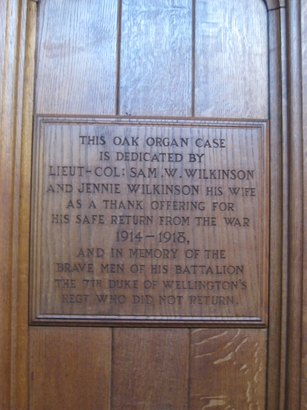 THIS OAK ORGAN CASE
IS DEDICATED BY
LIEUT-COL: SAM. W. WILKINSON
AND JENNIE WILKINSON HIS WIFE
AS A THANK OFFERING FOR
HIS SAFE RETURN FROM THE WAR
1914-1918,
AND IN MEMORY OF THE
BRAVE MEN OF HIS BATTALION
THE 7TH DUKE OF WELLINGTON'S
REGT. WHO DID NOT RETURN.